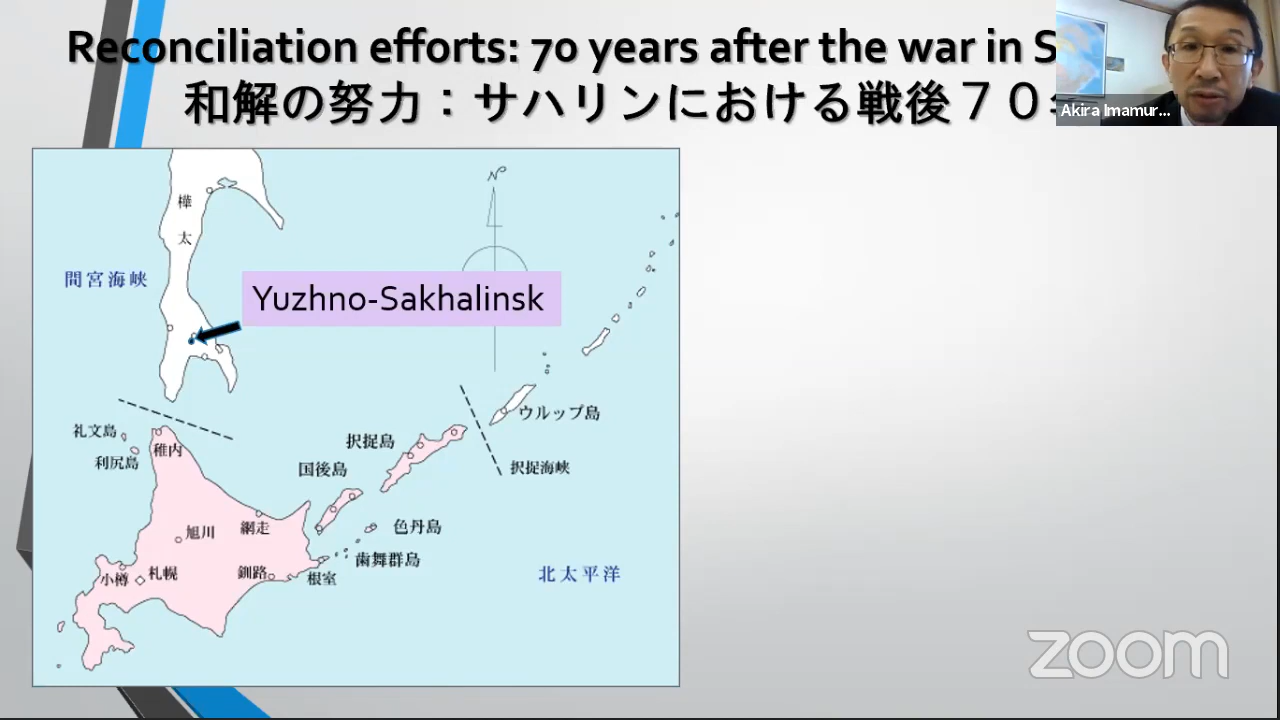 Reconciliation efforts: 70 years after the war in S
和解の努力：サハリンにおける戦後７０
Akira Imamur...
N
樺太
間宮海峡
Yuzhno-Sakhalinsk
ウルップ島
礼文島
択捉島
稚内
利尻島
国後島
択捉海峡
旭川
網走
色丹島
歯舞群島
小樽
札幌
釧路
根室
北太平洋
zoom